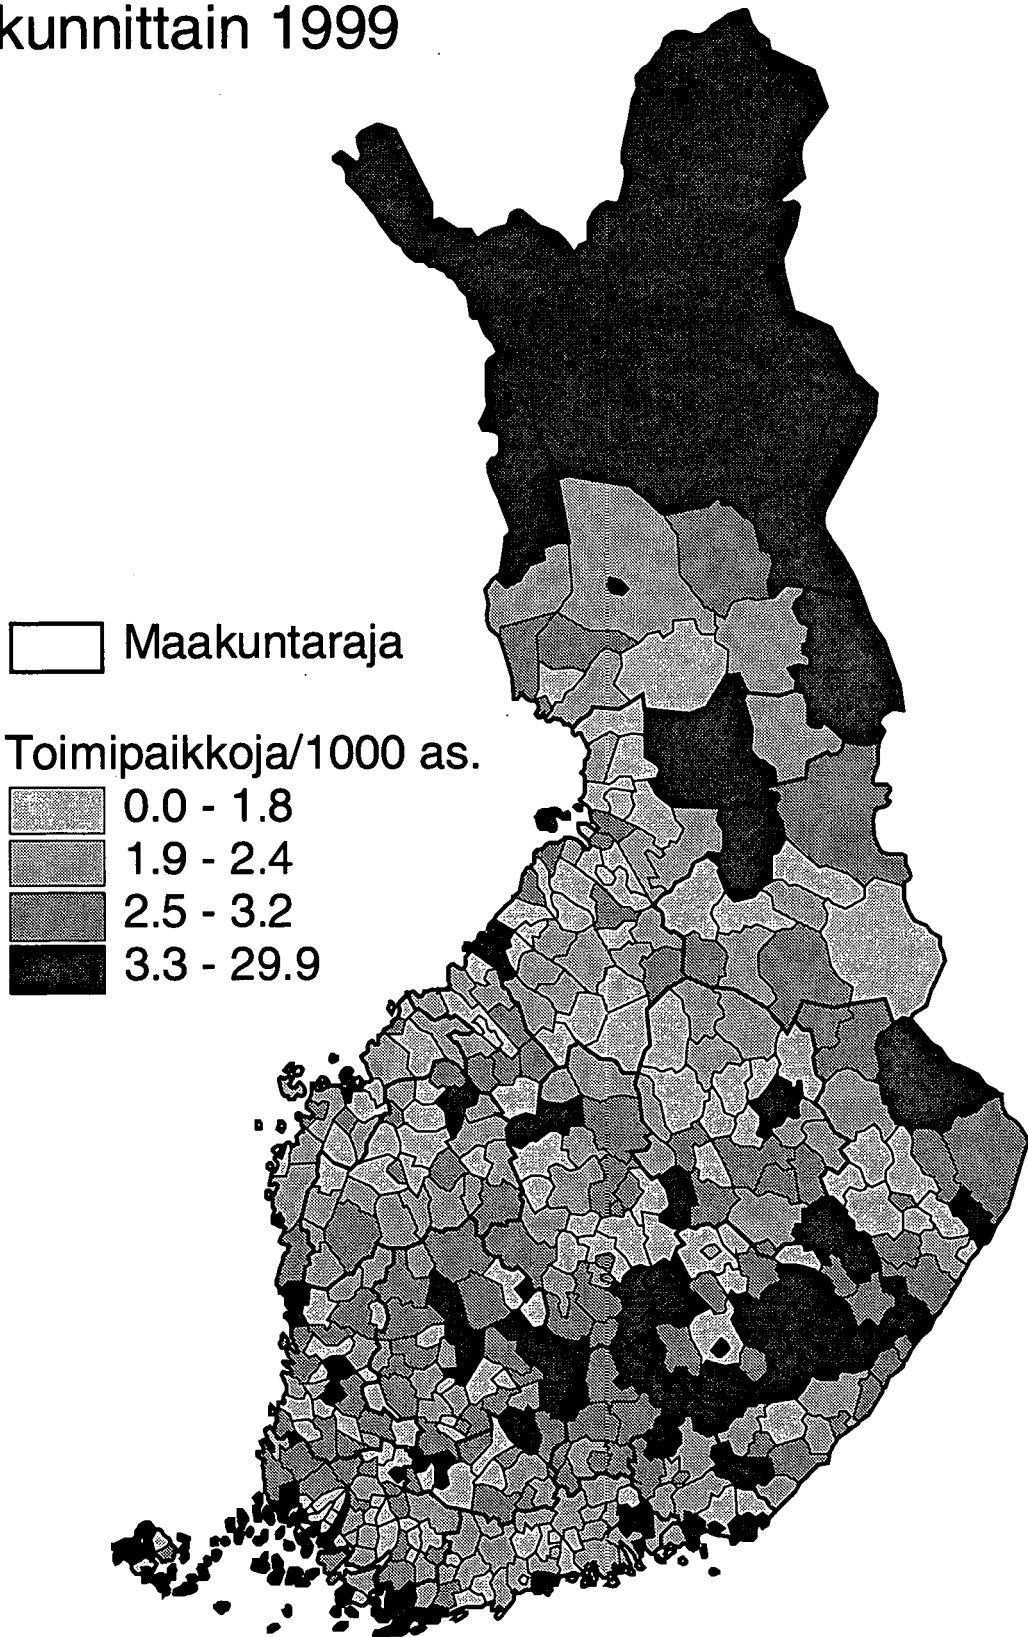 kunnittain 1999
Maakuntaraja
Toimipaikkoja/1000 as.
0.0 - 1.8
1.9 - 2.4
2.5 - 3.2
3.3 - 29.9